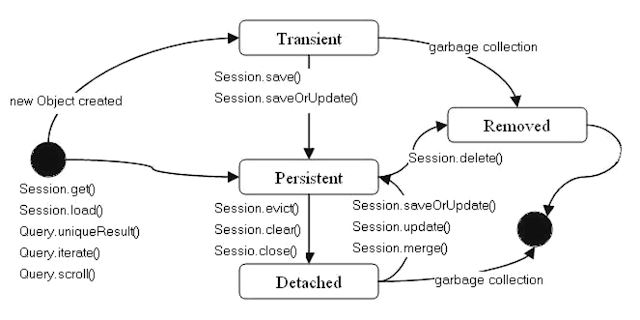 Transient
garbage collection
Session.save()
Session.saveOrUpdate()
new Object created
Removed
Session.delete()
Persistent
Session.get()
Session.load()
Query.uniqueResult()
Query.iterate()
Query.scroll()
Session.evict()
Session.clear()
Sessio.close()
Session.saveOrUpdate()
Session.update()
Session.merge()
Detached
garbage collection